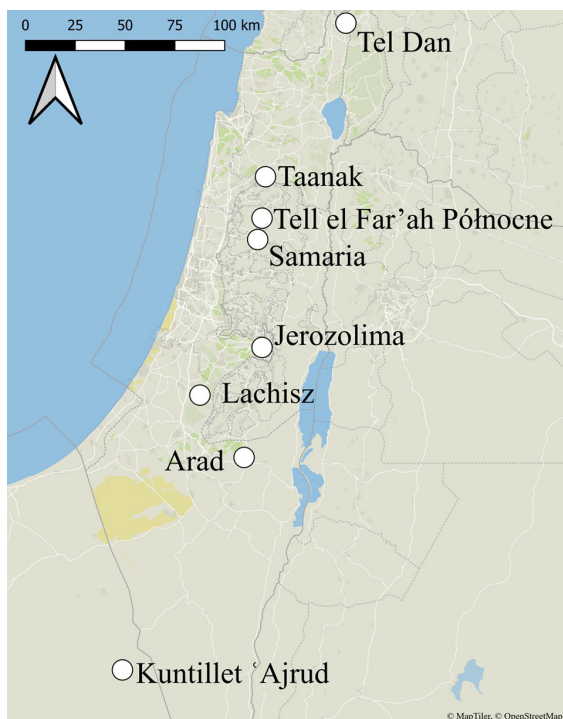 0 25 50 75 100 km
Tel Dan
Taanak
Tell el Far’ah Północne
Samaria
Jerozolima
Lachisz
Arad
Kuntillet ʿAjrud
© MapTiler, © OpenStreetMap